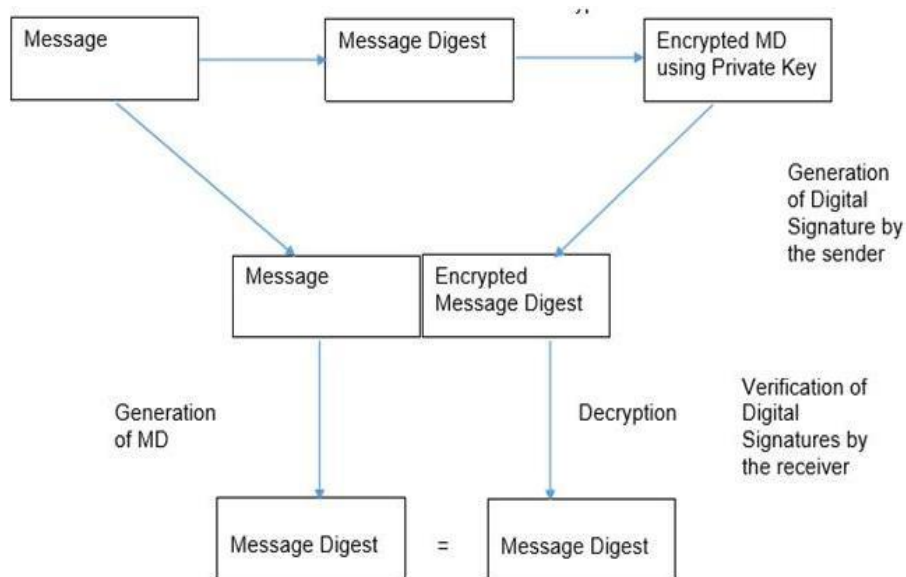 Message
Message Digest
Encrypted MD
using Private Key
Generation
of Digital
Signature by
the sender
Message
Encrypted
Message Digest
Generation
of MD
Decryption
Verification of
Digital
Signatures by
the receiver
Message Digest
=
Message Digest